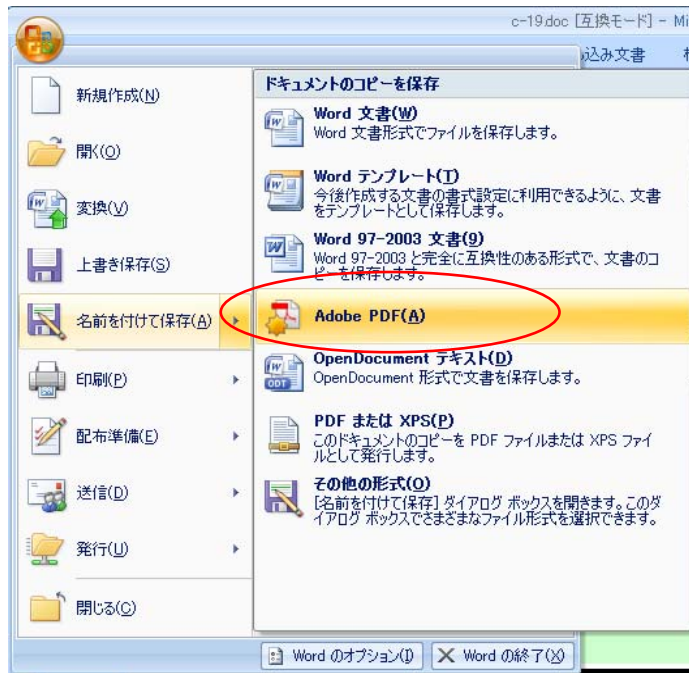 c-19.doc [互換モード] - Mi
込み文書
新規作成(N)
開く(O)
変換(V)
上書き保存(S)
名前を付けて保存(A)
印刷(P)
配布準備(E)
送信(D)
発行(U)
閉じる(C)
ドキュメントのコピーを保存
Word 文書(W)
Word 文書形式でファイルを保存します。
Word テンプレート(T)
今後作成する文書の書式設定に利用できるように、文書
をテンプレートとして保存します。
Word 97-2003 文書(9)
Word 97-2003 と完全に互換性のある形式で、文書のコ
ピーを保存します。
Adobe PDF(A)
OpenDocument テキスト(D)
OpenDocument 形式で文書を保存します。
ODT
PDF または XPS(P)
このドキュメントのコピーを PDF ファイルまたは XPS ファイ
ルとして発行します。
その他の形式(O)
[名前を付けて保存] ダイアログ ボックスを開きます。このダ
イアログ ボックスでさまざまなファイル形式を選択できます。
Word のオプション(I)
Word の終了(X)